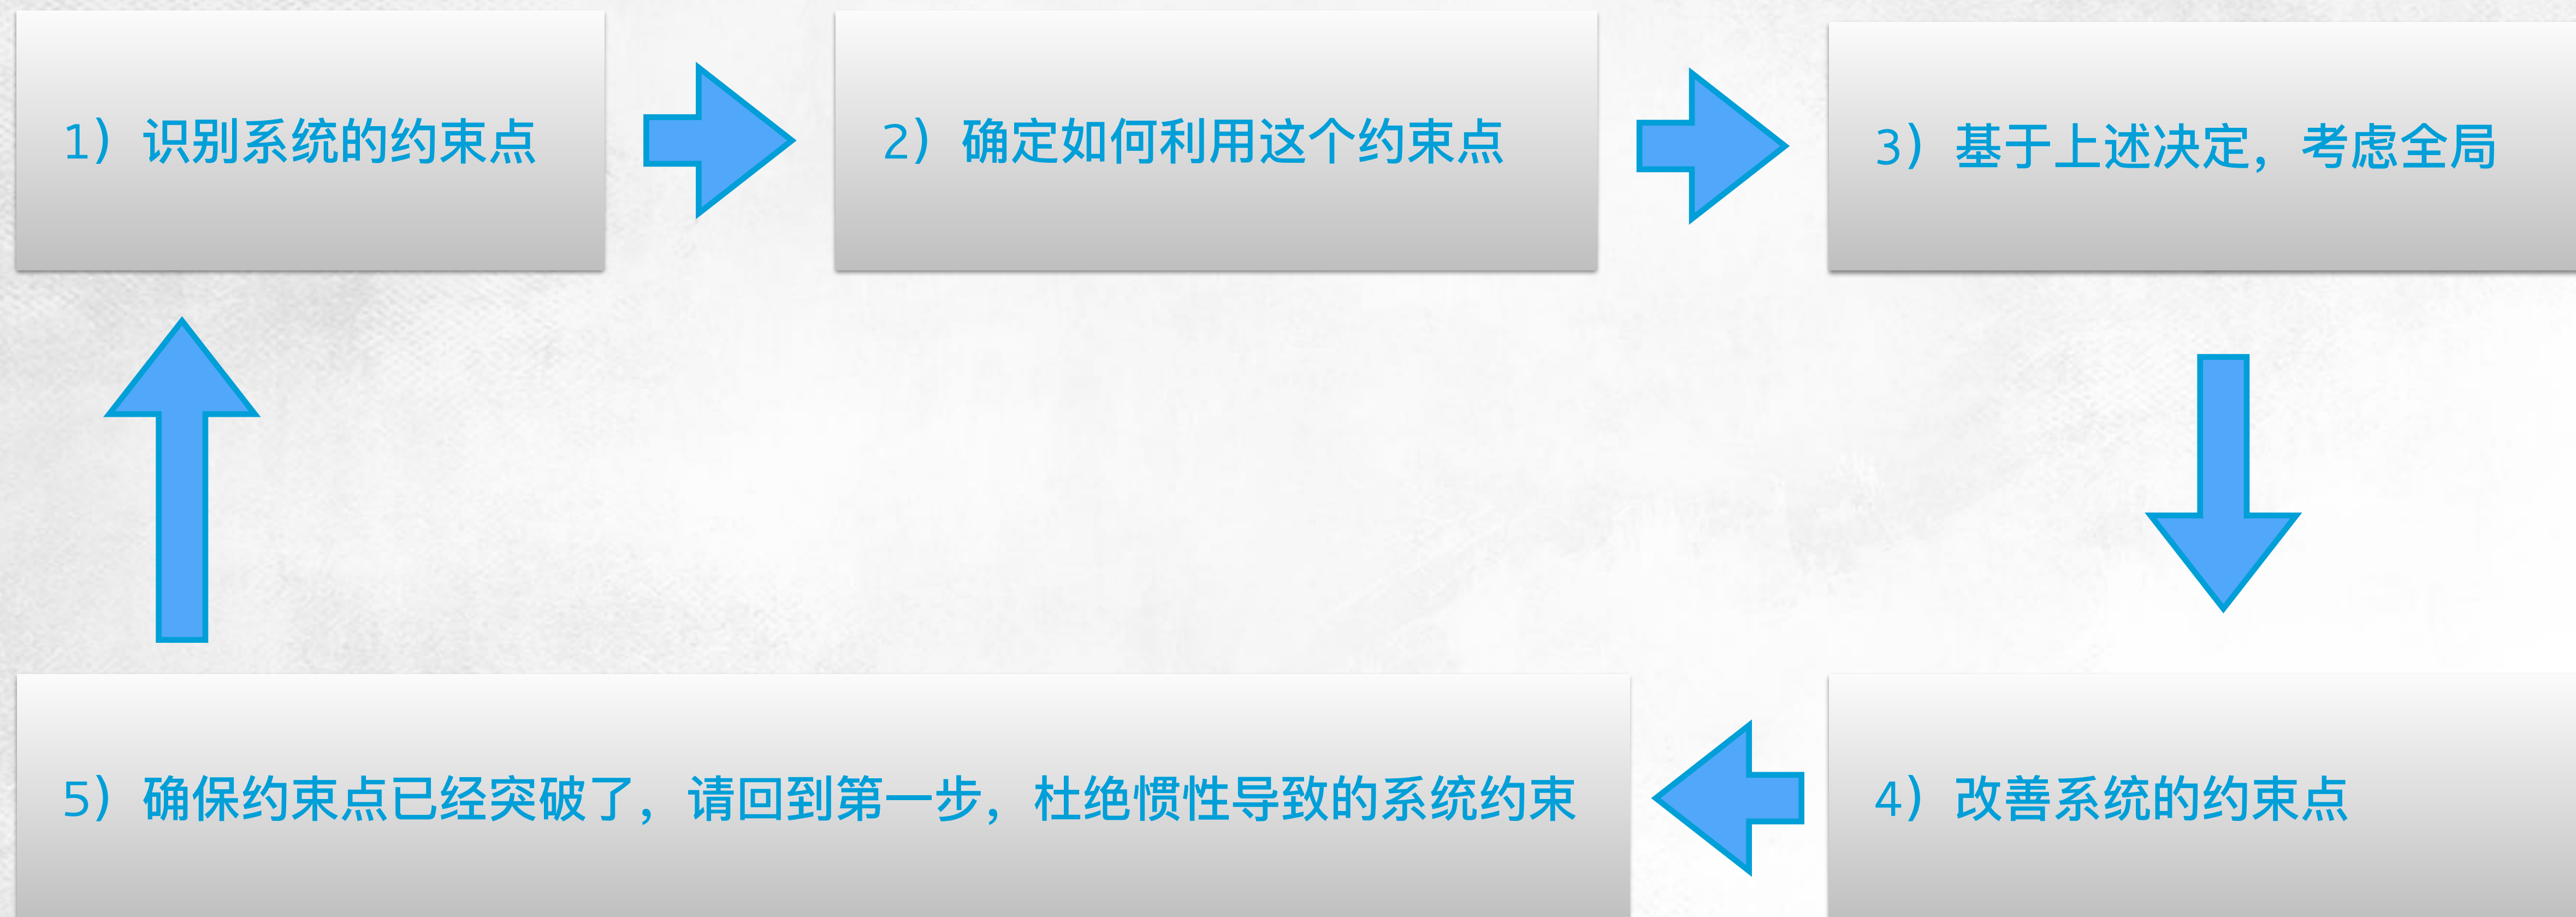 1）识别系统的约束点
2）确定如何利用这个约束点
3）基于上述决定，考虑全局
4）改善系统的约束点
5）确保约束点已经突破了，请回到第一步，杜绝惯性导致的系统约束